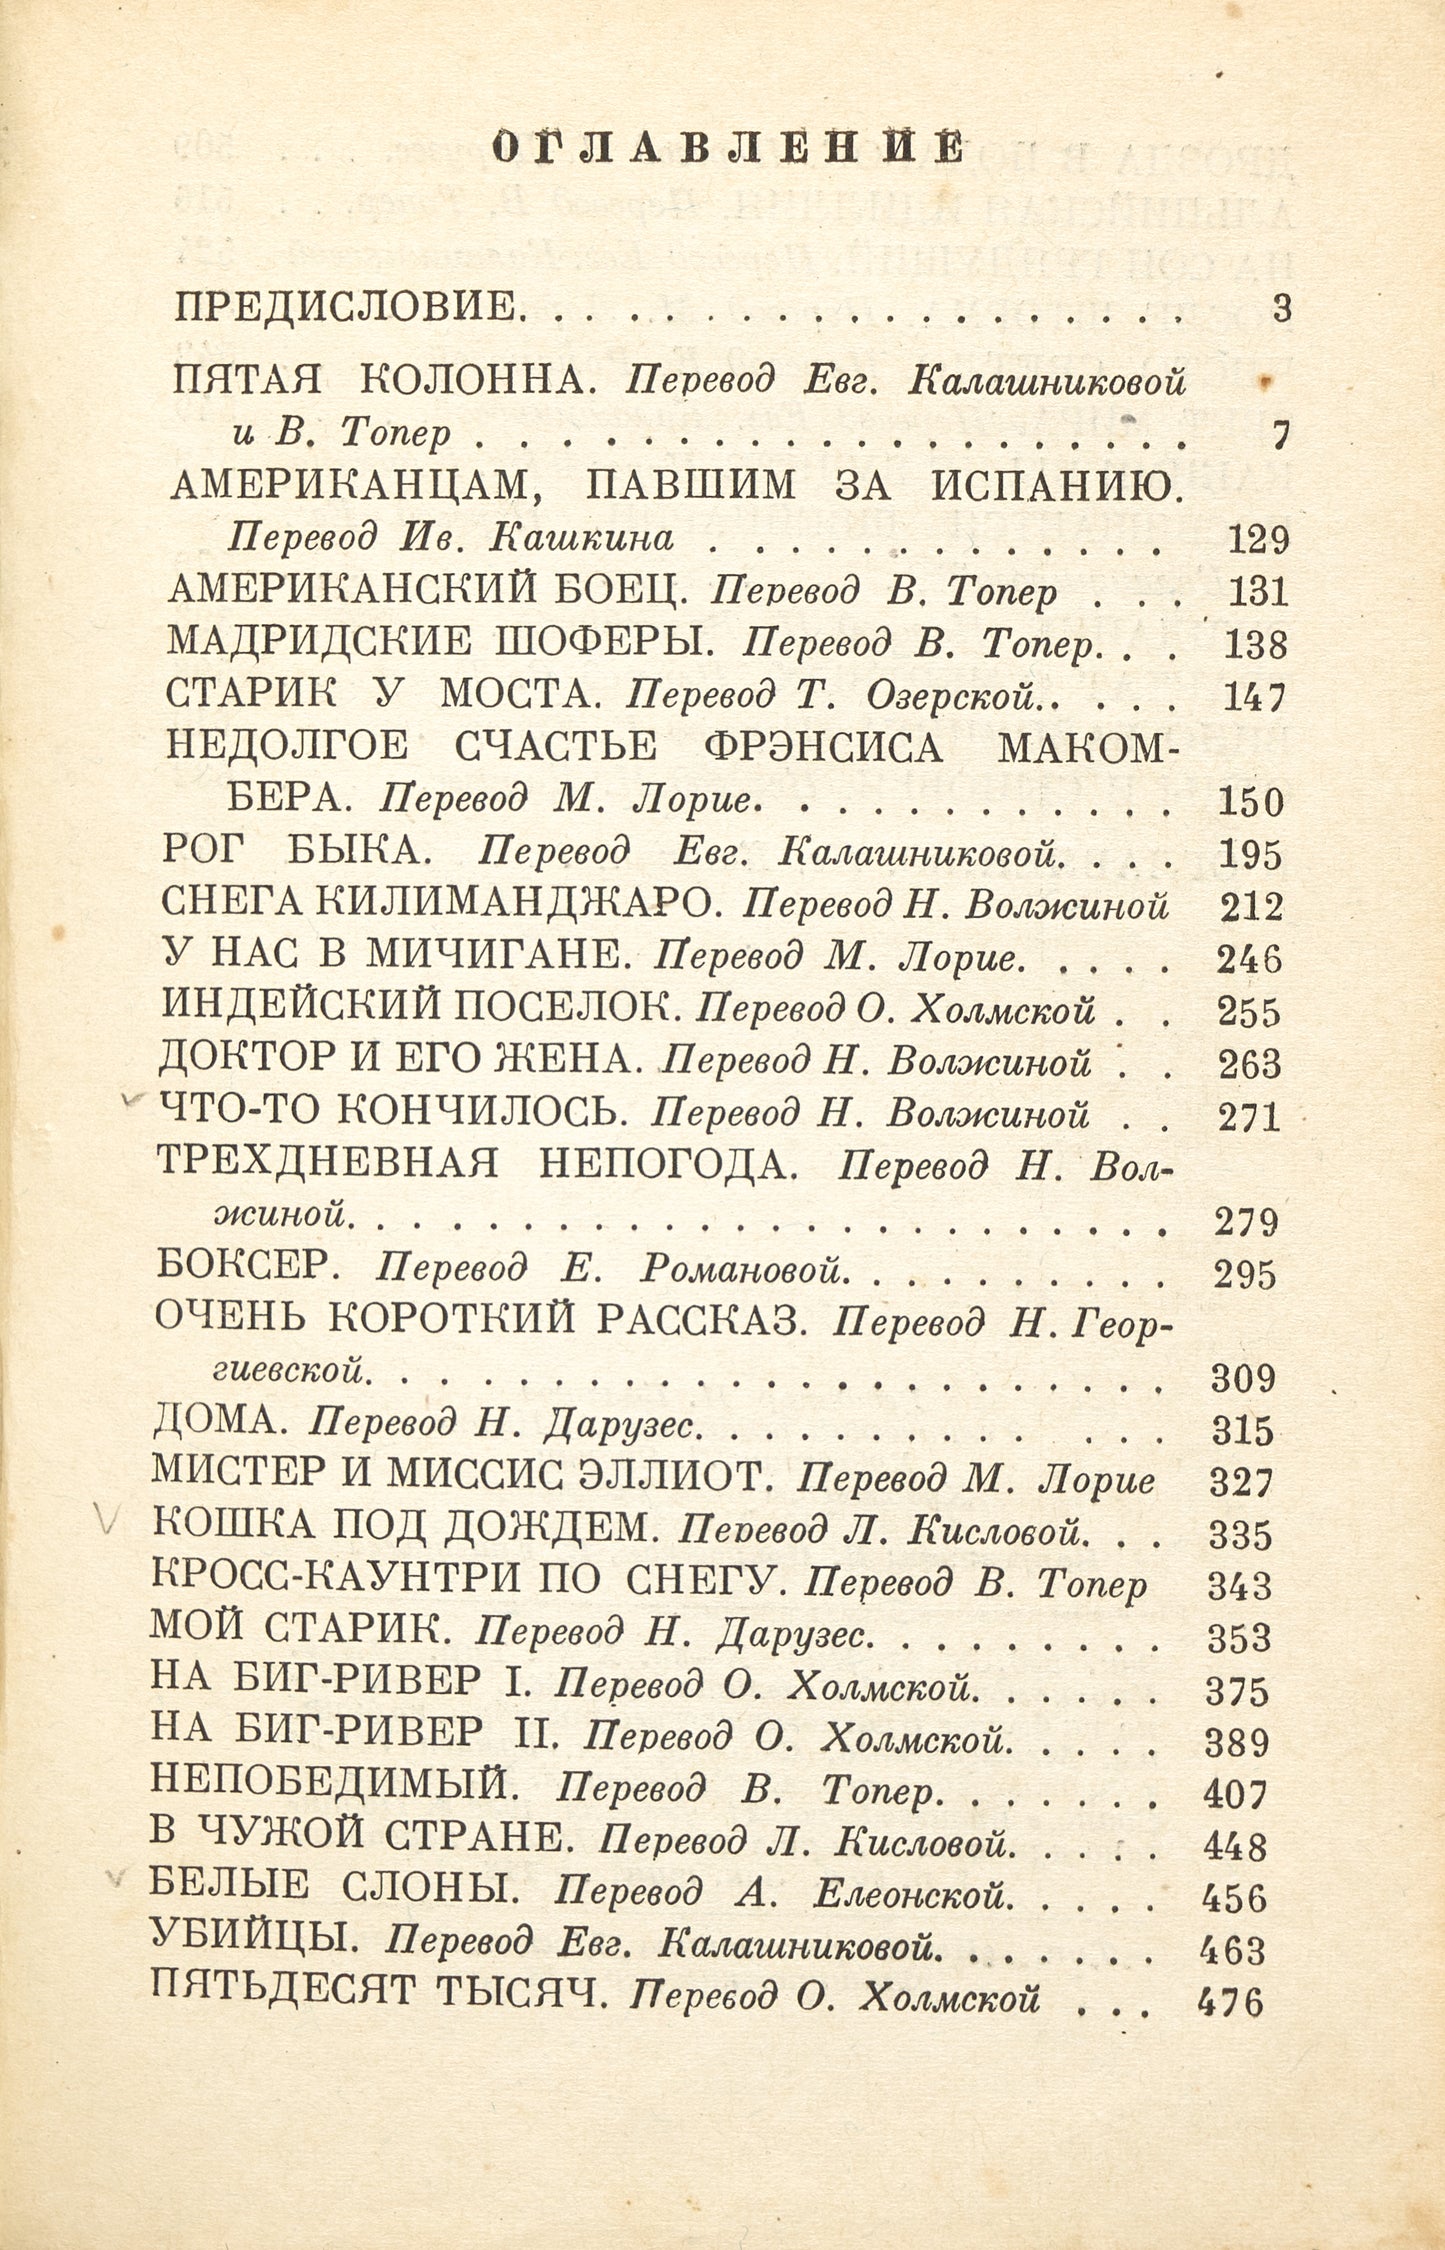 ОГЛАВЛЕНИЕ
ПРЕДИСЛОВИЕ. . . . . . . . . . . . . . . . . . . 3
ПЯТАЯ КОЛОННА. Перевод Евг. Калашниковой
и В. Топер . . . . . . . . . . . . . . . . . . . 7
АМЕРИКАНЦАМ, ПАВШИМ ЗА ИСПАНИЮ.
Перевод Ив. Кашкина . . . . . . . . . . . . 129
АМЕРИКАНСКИЙ БОЕЦ. Перевод В. Топер . . . 131
МАДРИДСКИЕ ШОФЕРЫ. Перевод В. Топер. . . 138
СТАРИК У МОСТА. Перевод Т. Озерской.. . . . 147
НЕДОЛГОЕ СЧАСТЬЕ ФРЭНСИСА МАКОМ-
БЕРА. Перевод М. Лорие. . . . . . . . . . . 150
РОГ БЫКА. Перевод Евг. Калашниковой. . . . 195
СНЕГА КИЛИМАНДЖАРО. Перевод Н. Волжиной 212
У НАС В МИЧИГАНЕ. Перевод М. Лорие. . . . . 246
ИНДЕЙСКИЙ ПОСЕЛОК. Перевод О. Холмской . . 255
ДОКТОР И ЕГО ЖЕНА. Перевод Н. Волжиной . . 263
ЧТО-ТО КОНЧИЛОСЬ. Перевод Н. Волжиной . . 271
ТРЕХДНЕВНАЯ НЕПОГОДА. Перевод Н. Вол-
жиной. . . . . . . . . . . . . . . . . . . . . . 279
БОКСЕР. Перевод Е. Романовой. . . . . . . . . . 295
ОЧЕНЬ КОРОТКИЙ РАССКАЗ. Перевод Н. Геор-
гиевской. . . . . . . . . . . . . . . . . . . . . . 309
ДОМА. Перевод Н. Дарузес. . . . . . . . . . . . . 315
МИСТЕР И МИССИС ЭЛЛИОТ. Перевод М. Лорие 327
КОШКА ПОД ДОЖДЕМ. Перевод Л. Кисловой. . . 335
КРОСС-КАУНТРИ ПО СНЕГУ. Перевод В. Топер 343
МОЙ СТАРИК. Перевод Н. Дарузес. . . . . . . . . 353
НА БИГ-РИВЕР I. Перевод О. Холмской. . . . . . 375
НА БИГ-РИВЕР II. Перевод О. Холмской. . . . . 389
НЕПОБЕДИМЫЙ. Перевод В. Топер. . . . . . . 407
В ЧУЖОЙ СТРАНЕ. Перевод Л. Кисловой. . . . . 448
БЕЛЫЕ СЛОНЫ. Перевод А. Елеонской. . . . . 456
УБИЙЦЫ. Перевод Евг. Калашниковой. . . . . . . 463
ПЯТЬДЕСЯТ ТЫСЯЧ. Перевод О. Холмской . . . 476